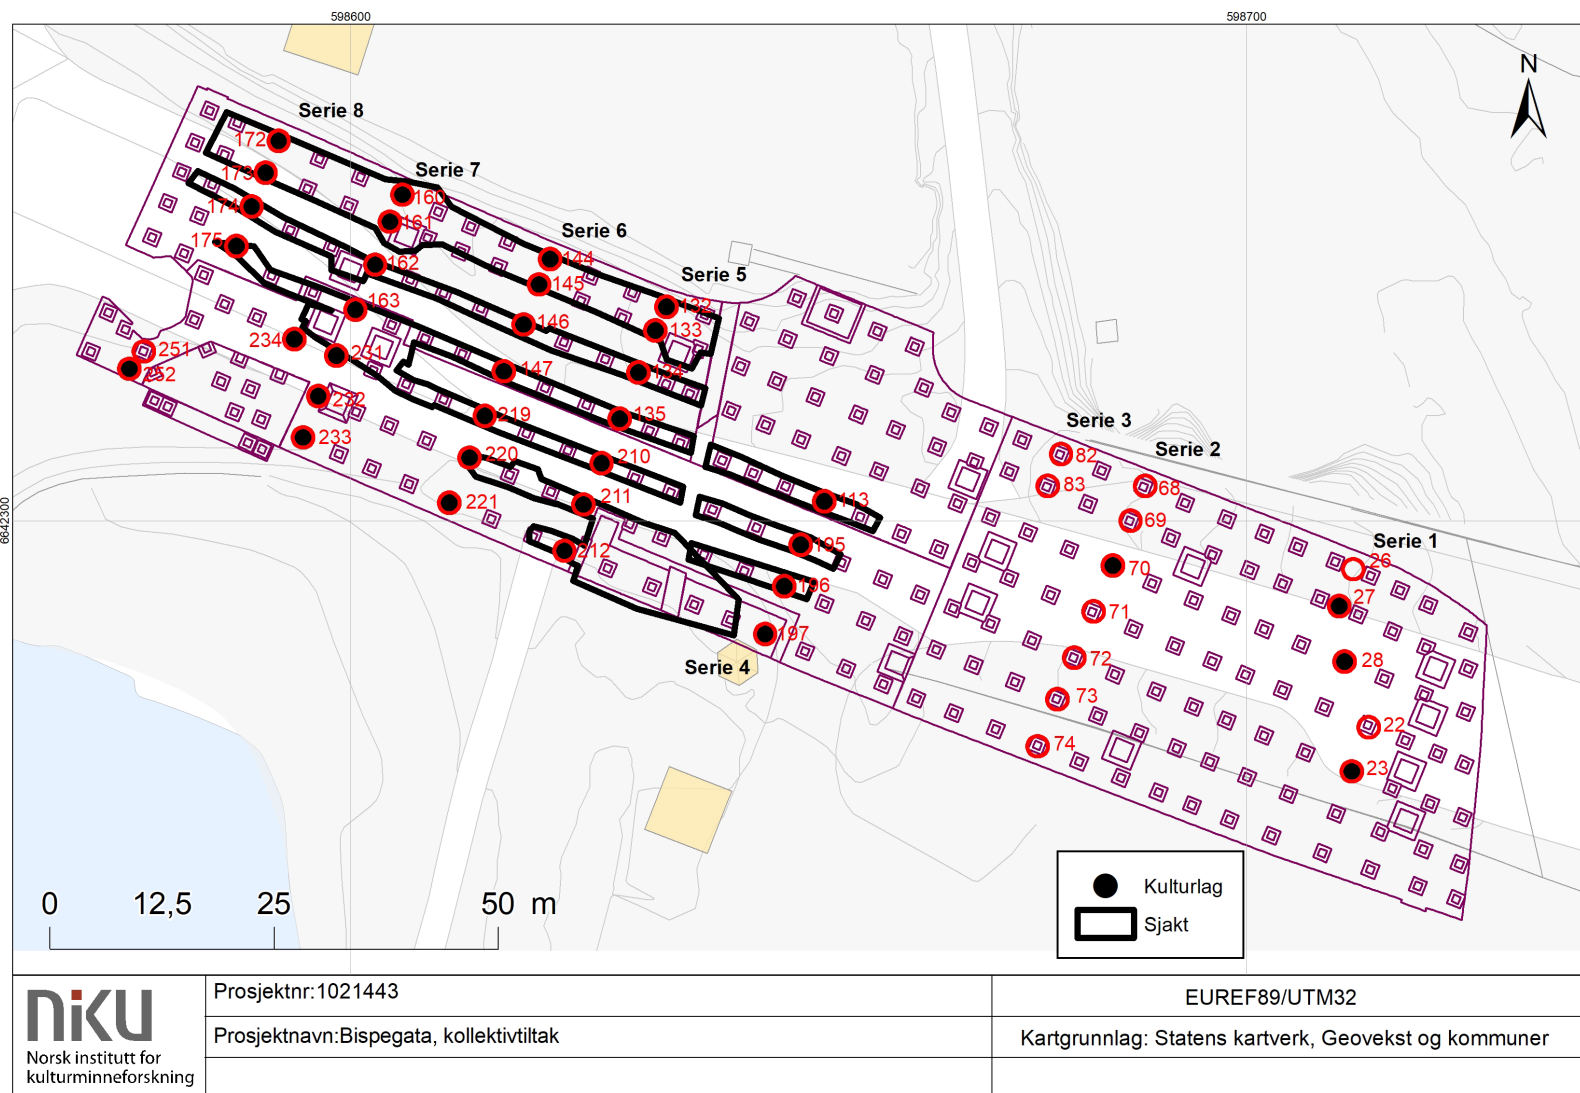 598600
598700
N
Serie 8
172
Serie 7
173
160
174
161
Serie 6
175
144
162
145
Serie 5
163
132
146
133
234
231
251
252
147
134
232
219
135
233
220
210
221
211
113
212
195
196
197
Serie 4
Serie 3
82
Serie 2
83
68
69
70
Serie 1
26
27
71
28
72
73
22
74
23
6642300
0
12,5
25
50 m
Kulturlag
Sjakt
niku
Norsk institutt for
kulturminneforskning
Prosjektnr:1021443
EUREF89/UTM32
Prosjektnavn:Bispegata, kollektivtiltak
Kartgrunnlag: Statens kartverk, Geovekst og kommuner